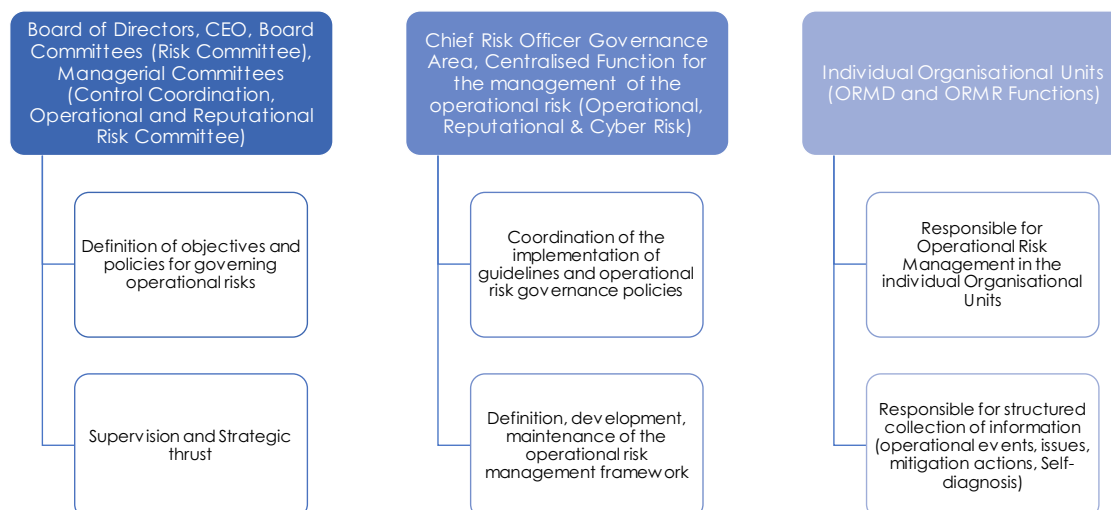 Board of Directors, CEO, Board
Committees (Risk Committee),
Managerial Committees
(Control Coordination,
Operational and Reputational
Risk Committee)
Definition of objectives and
policies for governing
operational risks
Supervision and Strategic
thrust
Chief Risk Officer Governance
Area, Centralised Function for
the management of the
operational risk (Operational,
Reputational & Cyber Risk)
Coordination of the
implementation of
guidelines and operational
risk governance policies
Definition, development,
maintenance of the
operational risk
management framework
Individual Organisational Units
(ORMD and ORMR Functions)
Responsible for
Operational Risk
Management in the
individual Organisational
Units
Responsible for structured
collection of information
(operational events, issues,
mitigation actions, Self-
diagnosis)